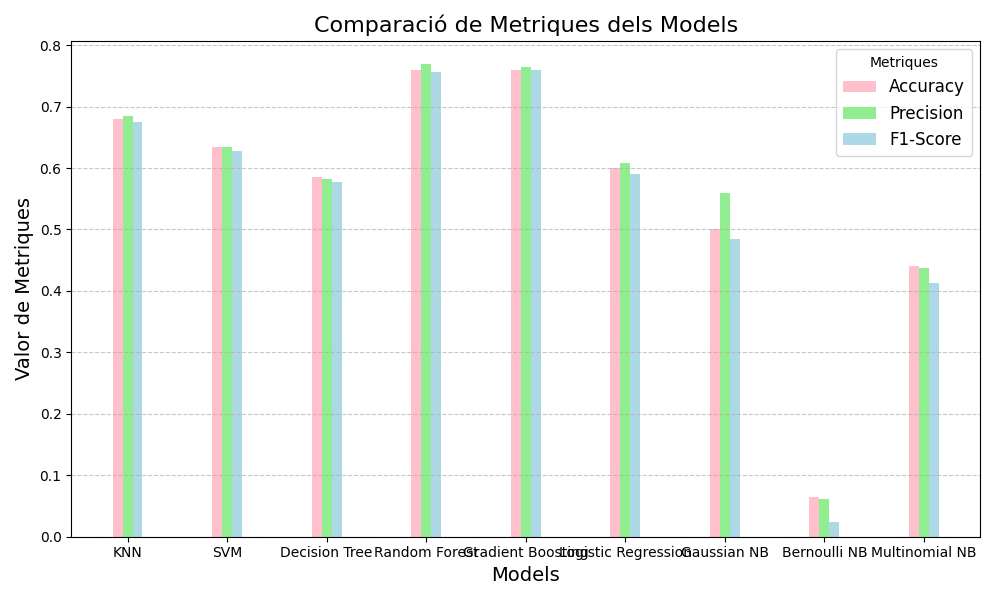 Comparació de Metriques dels Models
Valor de Metriques
0.8
0.7
0.6
0.5
0.4
0.3
0.2
0.1
0.0
Metriques
Accuracy
Precision
F1-Score
KNN
SVM
Decision Tree
Random Forest
Gradient Boosting
Logistic Regression
Gaussian NB
Bernoulli NB
Multinomial NB
Models